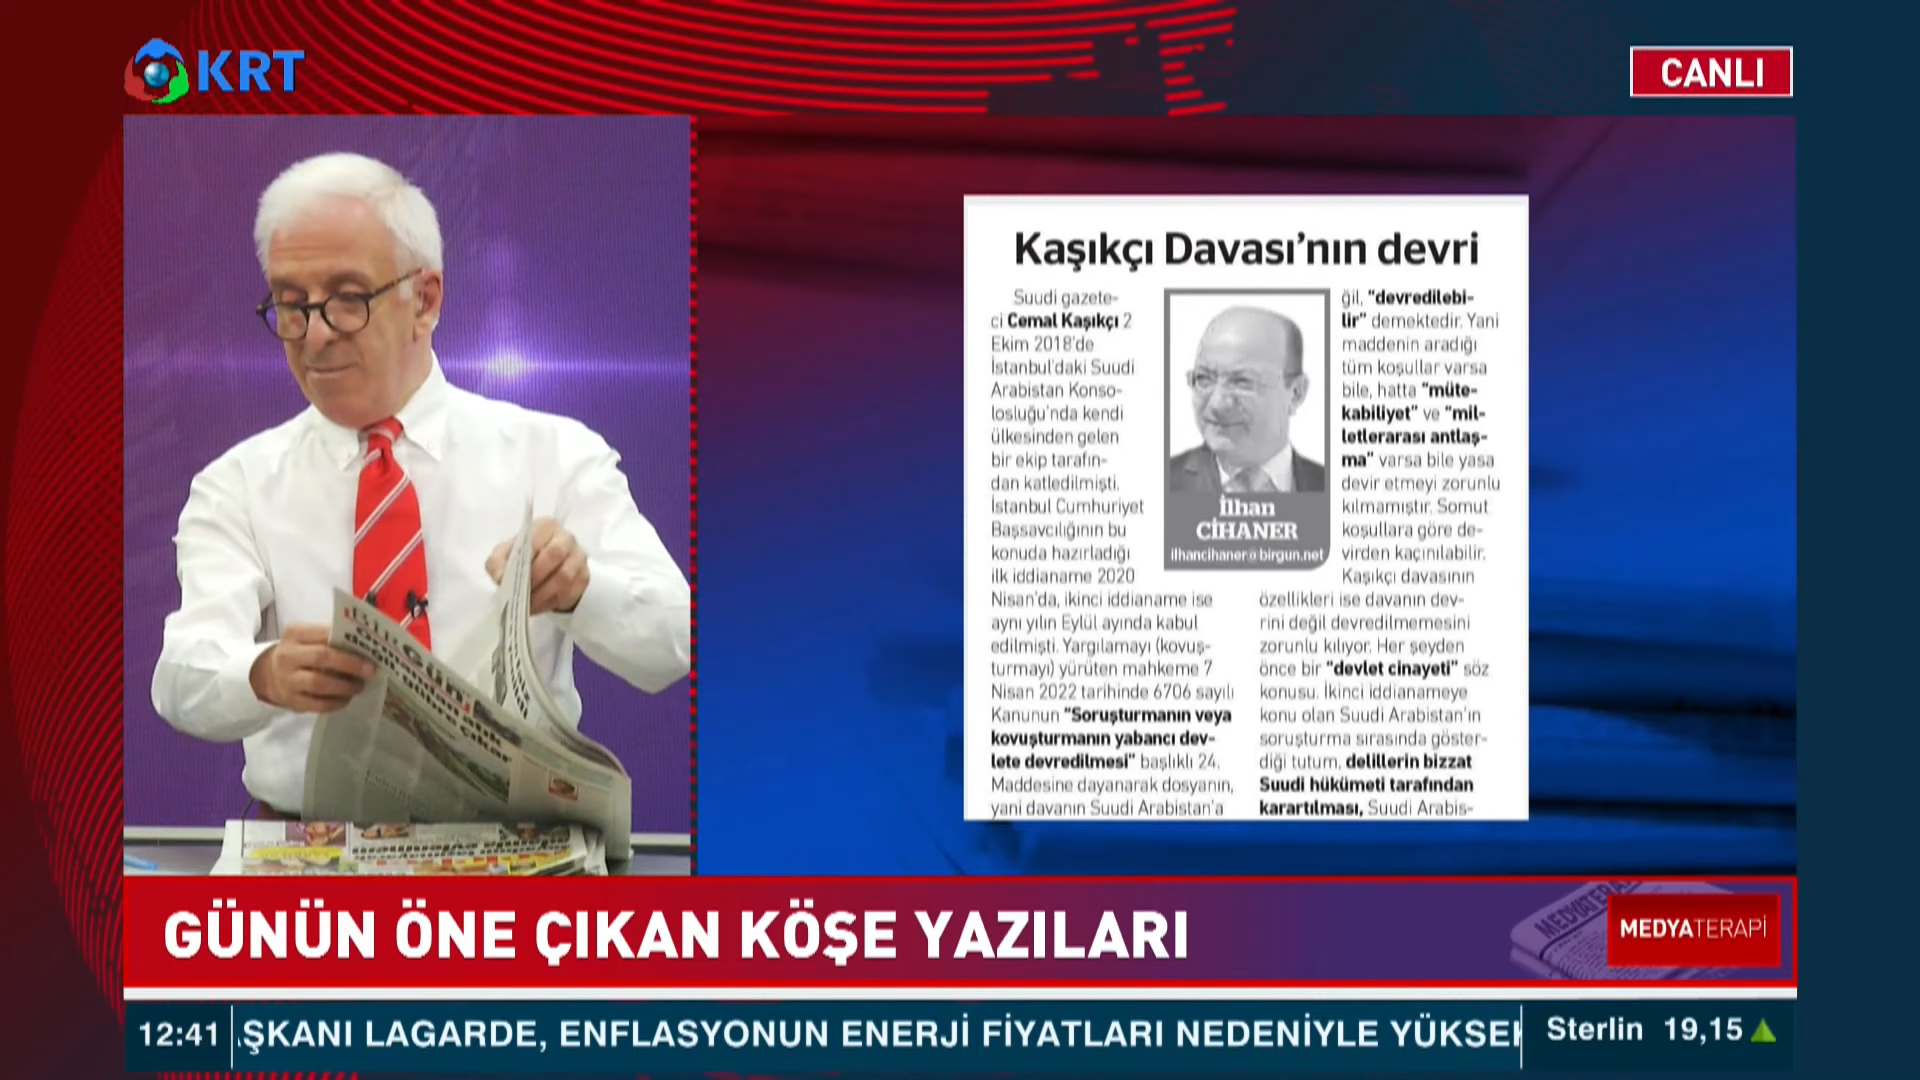 KRT
CANLI
Kaşıkçı Davası'nın devri
Suudi gazete-
ci Cemal Kaşıkçı 2
Ekim 2018'de
İstanbul'daki Suudi
Arabistan Konso-
losluğu'nda kendi
ülkesinden gelen
bir ekip tarafın-
dan katledilmişti.
İstanbul Cumhuriyet
Başsavcılığının bu
konuda hazırladığı
ilk iddianame 2020
Nisan'da, ikinci iddianame ise
aynı yılın Eylül ayında kabul
edilmişti. Yargılamayı (kovuş-
turmayı) yürüten mahkeme 7
Nisan 2022 tarihinde 6706 sayılı
Kanunun "Soruşturmanın veya
kovuşturmanın yabancı dev-
lete devredilmesi" başlıklı 24.
Maddesine dayanarak dosyanın,
yani davanın Suudi Arabistan'a
İlhan
CİHANER
ilhancihaner@birgun.net
ğil, "devredilebi-
lir" demektedir. Yani
maddenin aradığı
tüm koşullar varsa
bile, hatta "müte-
kabiliyet" ve "mil-
letlerarası antlaş-
ma" varsa bile yasa
devir etmeyi zorunlu
kılmamıştır. Somut
koşullara göre de-
virden kaçınılabilir.
Kaşıkçı davasının
özellikleri ise davanın dev-
rini değil devredilmemesini
zorunlu kılıyor. Her şeyden
önce bir "devlet cinayeti" söz
konusu. İkinci iddianameye
konu olan Suudi Arabistan'ın
soruşturma sırasında göster-
diği tutum, delillerin bizzat
Suudi hükümeti tarafından
karartılması, Suudi Arabis-
BirGün
Ormandan atık
değil, gübre çıkar
GÜNÜN ÖNE ÇIKAN KÖŞE YAZILARI
MEDYATERAPİ
12:41 ŞKANI LAGARDE, ENFLASYONUN ENERJİ FİYATLARI NEDENİYLE YÜKSEK
Sterlin 19,15